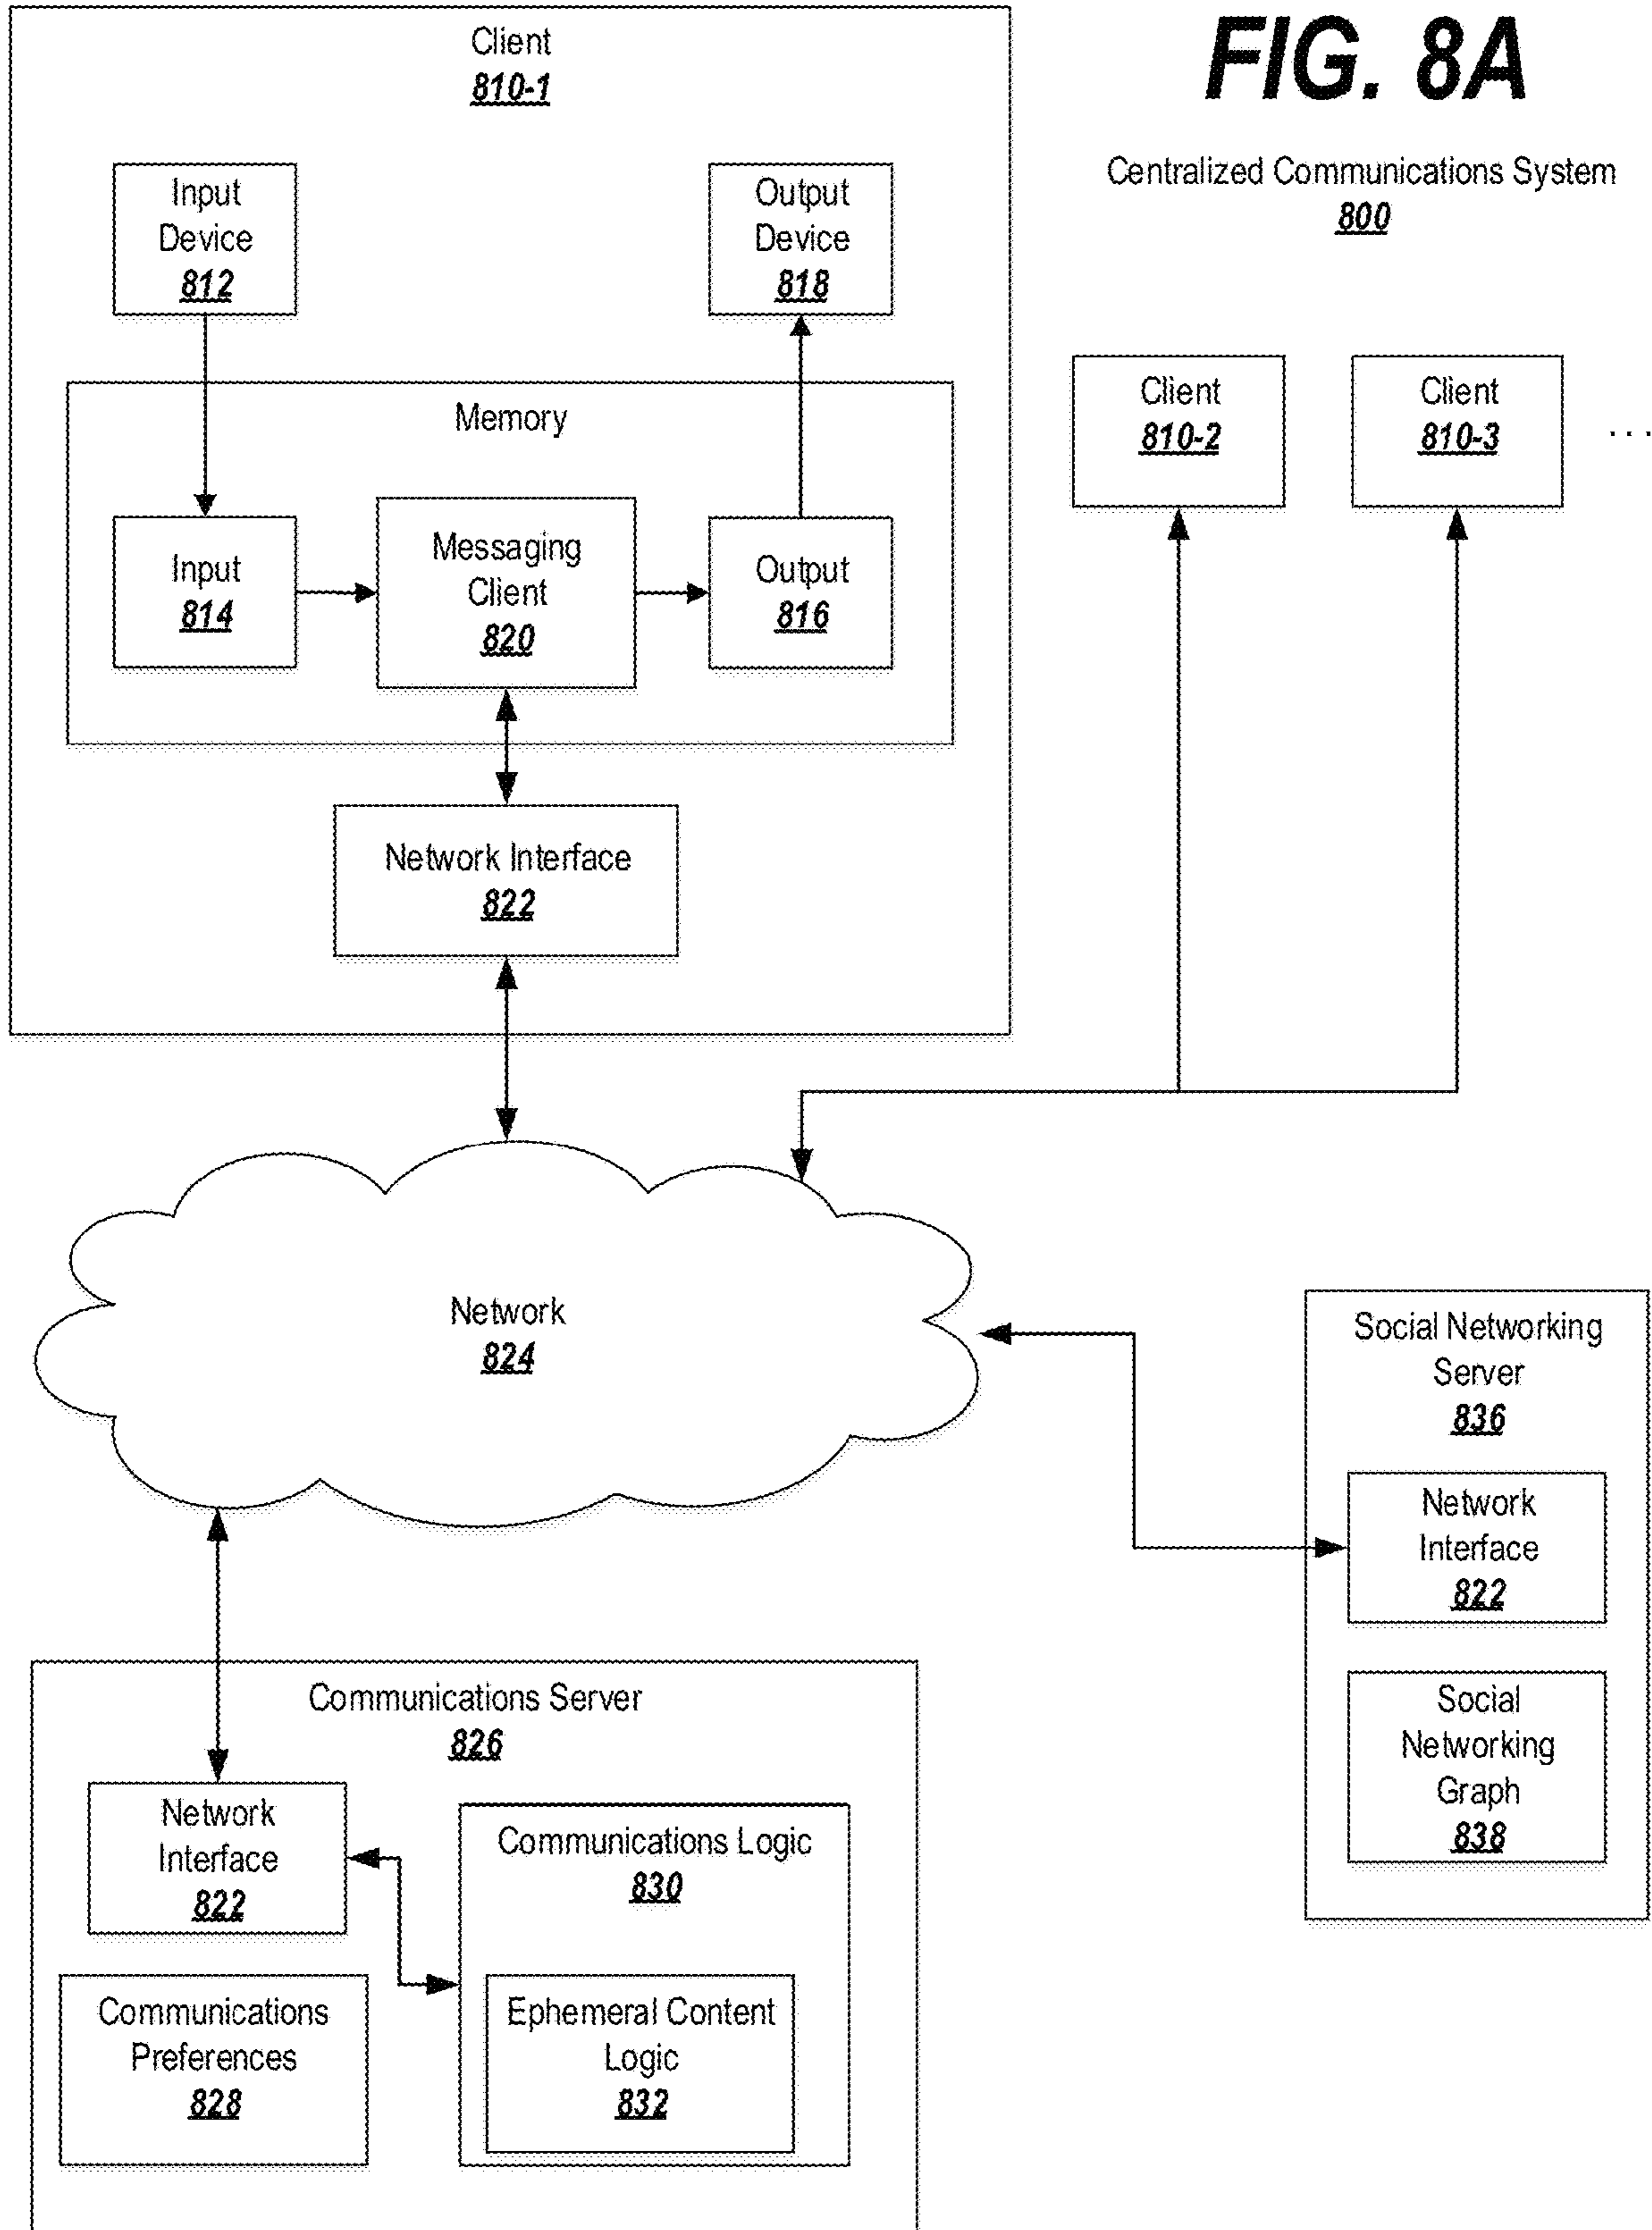 FIG. 8A
Centralized Communications System
800
Client
810-1
Input
Device
812
Output
Device
818
Memory
Input
814
Messaging
Client
820
Output
816
Network Interface
822
Client
810-2
Client
810-3
...
Network
824
Social Networking
Server
836
Network
Interface
822
Social
Networking
Graph
838
Communications Server
826
Network
Interface
822
Communications Logic
830
Communications
Preferences
828
Ephemeral Content
Logic
832